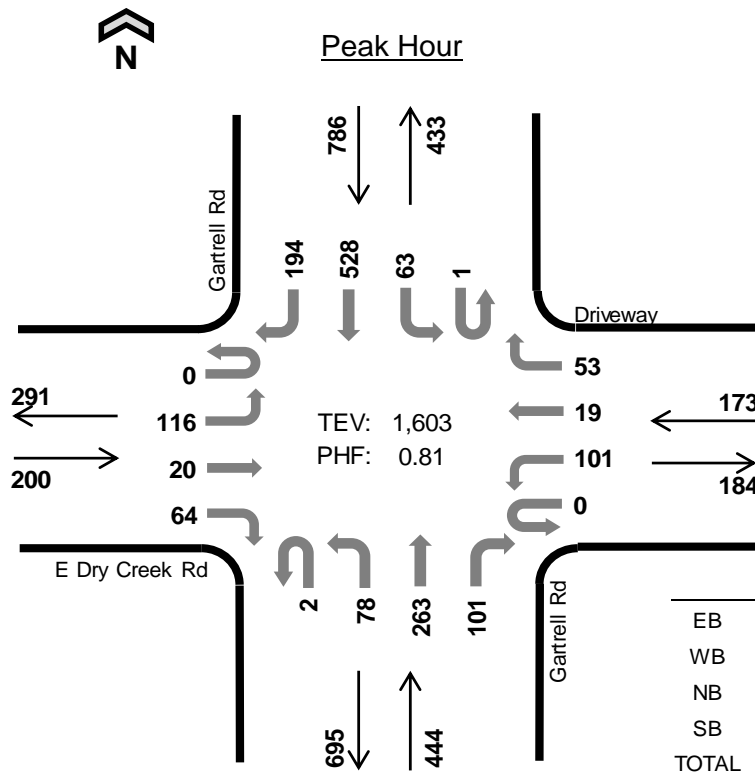 N
Peak Hour
786
433
Gartrell Rd
194
528
63
1
Driveway
0
53
291
116
TEV: 1,603
19
173
200
20
PHF: 0.81
101
184
64
0
E Dry Creek Rd
2
78
263
101
Gartrell Rd
EB
WB
NB
SB
TOTAL
695
444